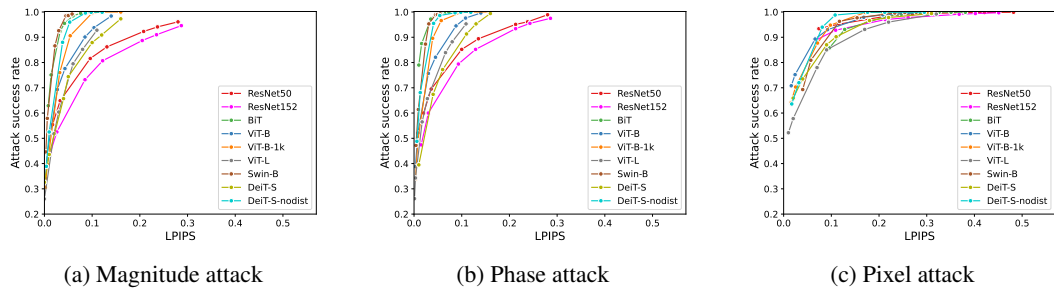 Attack success rate
1.0
0.9
0.8
0.7
0.6
0.5
0.4
0.3
0.2
0.0 0.1 0.2 0.3 0.4 0.5
LPIPS
ResNet50
ResNet152
BiT
ViT-B
ViT-B-1k
ViT-L
Swin-B
DeiT-S
DeiT-S-nodist
(a) Magnitude attack
Attack success rate
1.0
0.9
0.8
0.7
0.6
0.5
0.4
0.3
0.2
0.0 0.1 0.2 0.3 0.4 0.5
LPIPS
ResNet50
ResNet152
BiT
ViT-B
ViT-B-1k
ViT-L
Swin-B
DeiT-S
DeiT-S-nodist
(b) Phase attack
Attack success rate
1.0
0.9
0.8
0.7
0.6
0.5
0.4
0.3
0.2
0.0 0.1 0.2 0.3 0.4 0.5
LPIPS
ResNet50
ResNet152
BiT
ViT-B
ViT-B-1k
ViT-L
Swin-B
DeiT-S
DeiT-S-nodist
(c) Pixel attack